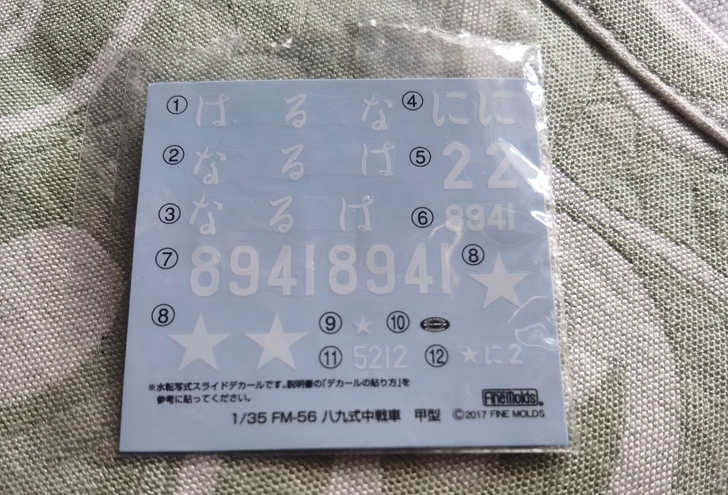 ① はるな ④ にに
② なるは ⑤ 22
③ なるは ⑥ 8941
⑦ 8941 8941 ⑧
⑧ ⑨ ⑩
⑪ 5212 ⑫ ★に2
※水転写式スライドデカールです。説明書の「デカールの貼り方」を
参考に貼ってください。
FineMolds
1/35 FM-56 八九式中戦車 甲型 ©2017 FINE MOLDS